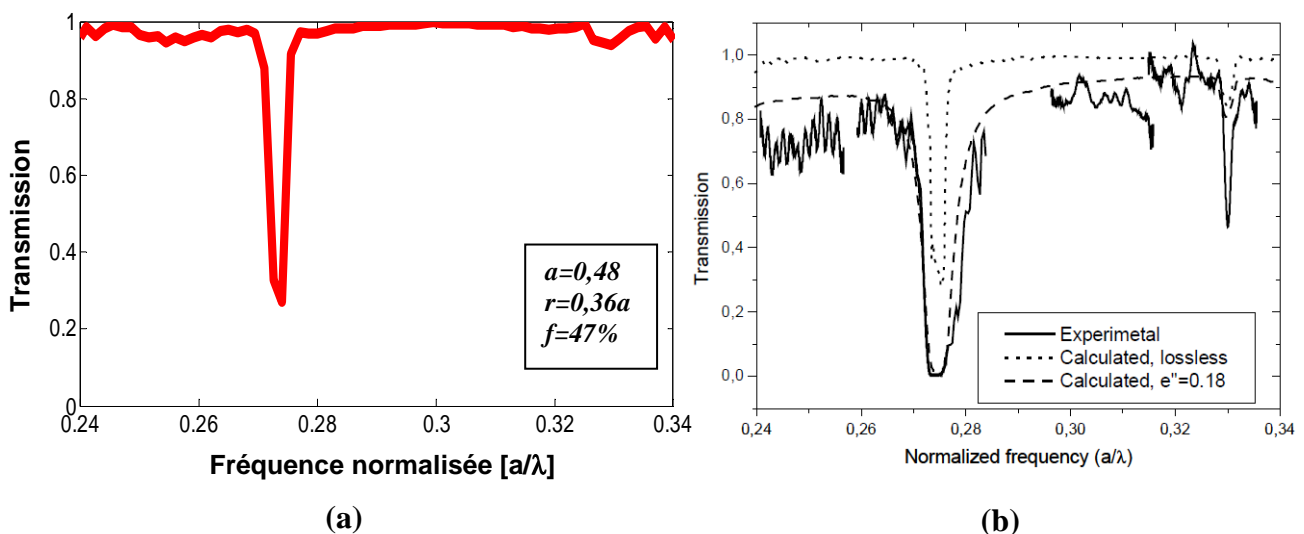 1
0.8
0.6
0.4
0.2
0
Transmission
0.24
0.26
0.28
0.3
0.32
0.34
Fréquence normalisée [a/λ]
a=0,48
r=0,36a
f=47%
(a)
1,0
0,8
0,6
0,4
0,2
0,0
Transmission
0,24
0,26
0,28
0,30
0,32
0,34
Normalized frequency (a/λ)
Experimetal
Calculated, lossless
Calculated, e"=0.18
(b)